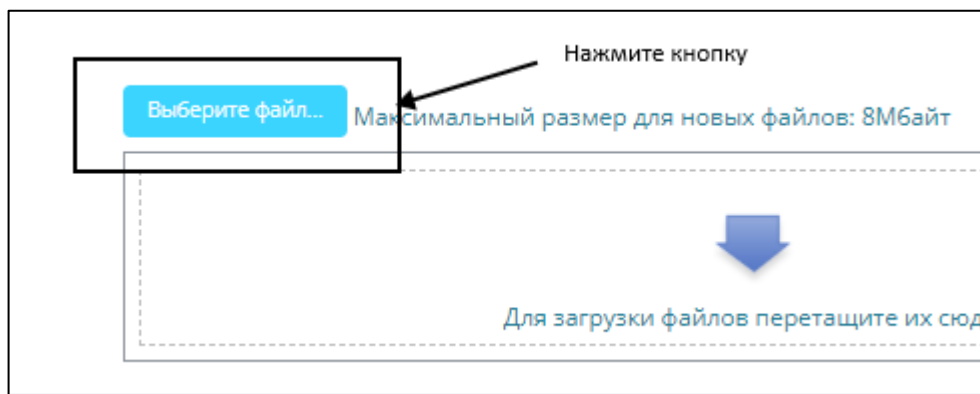 Нажмите кнопку
Выберите файл...
Максимальный размер для новых файлов: 8Мбайт
Для загрузки файлов перетащите их сюд